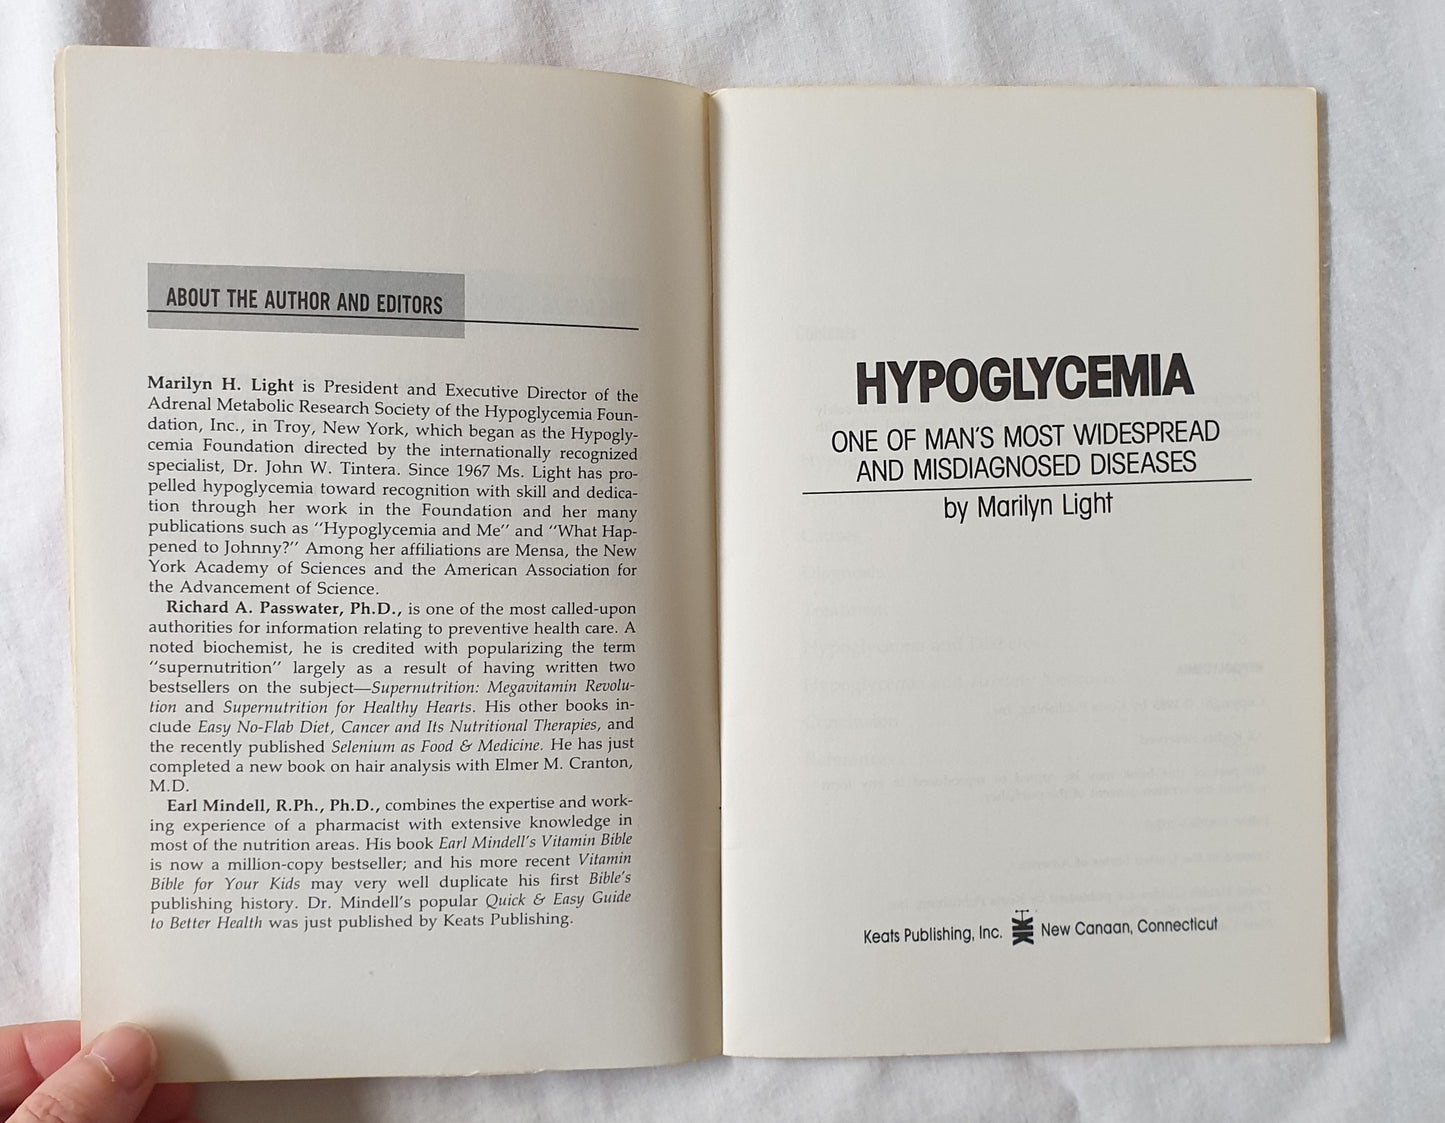 ABOUT THE AUTHOR AND EDITORS
Marilyn H. Light is President and Executive Director of the
Adrenal Metabolic Research Society of the Hypoglycemia Foun-
dation, Inc., in Troy, New York, which began as the Hypogly-
cemia Foundation directed by the internationally recognized
specialist, Dr. John W. Tintera. Since 1967 Ms. Light has pro-
pelled hypoglycemia toward recognition with skill and dedica-
tion through her work in the Foundation and her many
publications such as "Hypoglycemia and Me" and "What Hap-
pened to Johnny?" Among her affiliations are Mensa, the New
York Academy of Sciences and the American Association for
the Advancement of Science.
Richard A. Passwater, Ph.D., is one of the most called-upon
authorities for information relating to preventive health care. A
noted biochemist, he is credited with popularizing the term
"supernutrition" largely as a result of having written two
bestsellers on the subject—Supernutrition: Megavitamin Revolu-
tion and Supernutrition for Healthy Hearts. His other books in-
clude Easy No-Flab Diet, Cancer and Its Nutritional Therapies, and
the recently published Selenium as Food & Medicine. He has just
completed a new book on hair analysis with Elmer M. Cranton,
M.D.
Earl Mindell, R.Ph., Ph.D., combines the expertise and work-
ing experience of a pharmacist with extensive knowledge in
most of the nutrition areas. His book Earl Mindell's Vitamin Bible
is now a million-copy bestseller; and his more recent Vitamin
Bible for Your Kids may very well duplicate his first Bible's
publishing history. Dr. Mindell's popular Quick & Easy Guide
to Better Health was just published by Keats Publishing.
HYPOGLYCEMIA
ONE OF MAN'S MOST WIDESPREAD
AND MISDIAGNOSED DISEASES
by Marilyn Light
Keats Publishing, Inc. New Canaan, Connecticut